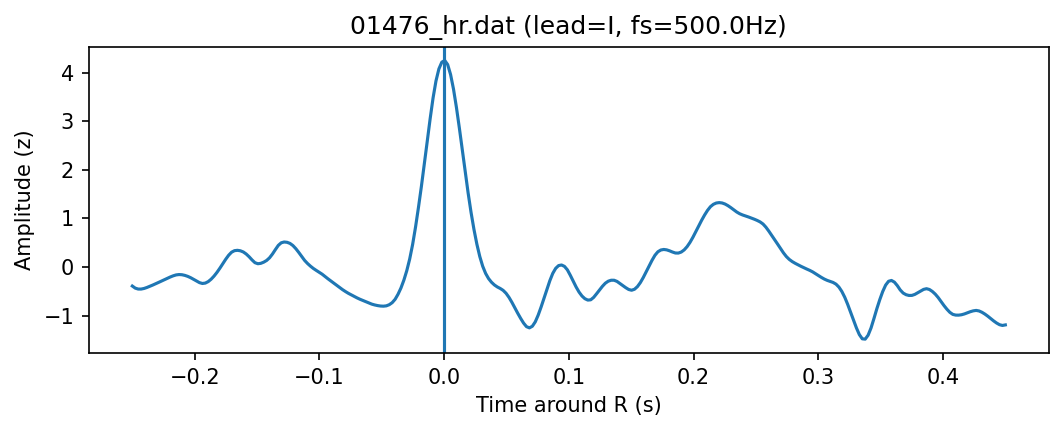 01476_hr.dat (lead=I, fs=500.0Hz)
Amplitude (z)
4
3
2
1
0
−1
−0.2 −0.1 0.0 0.1 0.2 0.3 0.4
Time around R (s)